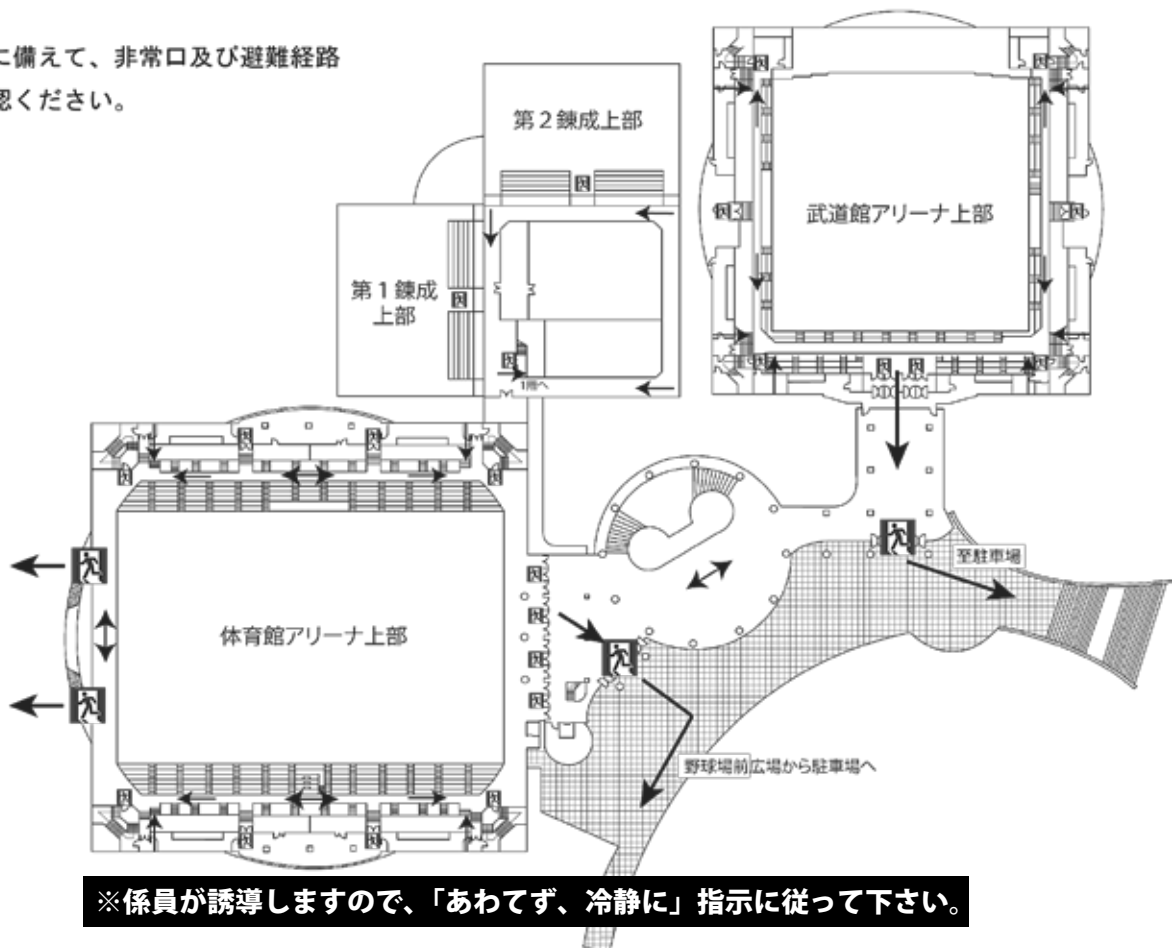 に備えて、非常口及び避難経路
認ください。
第2錬成上部
武道館アリーナ上部
第1錬成
上部
1階へ
至駐車場
体育館アリーナ上部
野球場前広場から駐車場へ
※係員が誘導しますので、「あわてず、冷静に」指示に従って下さい。